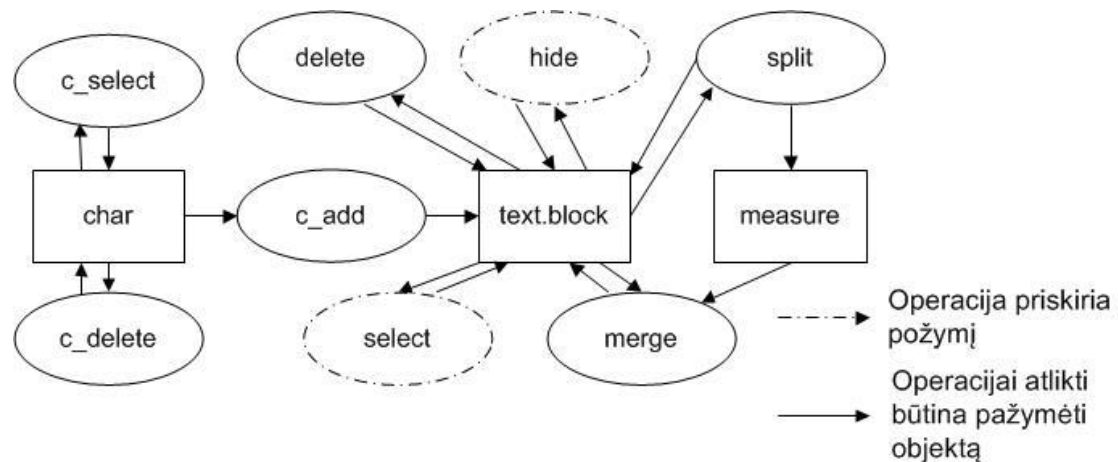 delete
hide
split
c_select
char
c_add
text.block
measure
c_delete
select
merge
Operacija priskiria
požymį
Operacijai atlikti
būtina pažymėti
objektą